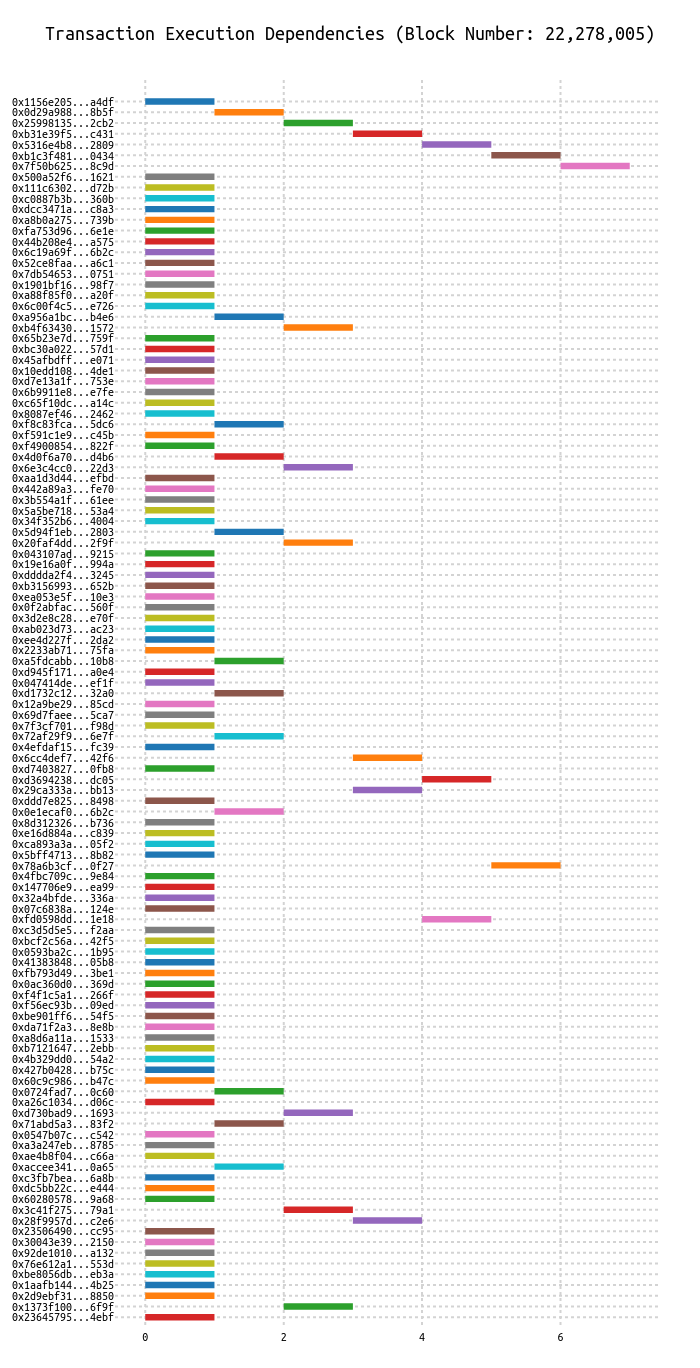 Transaction Execution Dependencies (Block Number: 22,278,005)
0x1156e205...a4df
0x0d29a988...8b5f
0x25998135...2cb2
0xb31e39f5...c431
0x5316e4b8...2809
0xb1c3f481...0434
0x7f50b625...8c9d
0x500a52f6...1621
0x111c6302...d72b
0xc0887b3b...360b
0xdcc3471a...c8a3
0xa8b0a275...739b
0xfa753d96...6e1e
0x44b208e4...a575
0x6c19a69f...6b2c
0x52ce8faa...a6c1
0x7db54653...0751
0x1901bf16...98f7
0xa88f85f0...a20f
0x6c00f4c5...e726
0xa956a1bc...b4e6
0xb4f63430...1572
0x65b23e7d...759f
0xbc30a022...57d1
0x45afbdff...e071
0x10edd108...4de1
0xd7e13a1f...753e
0x6b9911e8...e7fe
0xc65f10dc...a14c
0x8087ef46...2462
0xf8c83fca...5dc6
0xf591c1e9...c45b
0xf4900854...822f
0x4d0f6a70...d4b6
0x6e3c4cc0...22d3
0xaa1d3d44...efbd
0x442a89a3...fe70
0x3b554a1f...61ee
0x5a5be718...53a4
0x34f352b6...4004
0x5d94f1eb...2803
0x20faf4dd...2f9f
0x043107ad...9215
0x19e16a0f...994a
0xdddda2f4...3245
0xb3156993...652b
0xea053e5f...10e3
0x0f2abfac...560f
0x3d2e8c28...e70f
0xab023d73...ac23
0xee4d227f...2da2
0x2233ab71...75fa
0xa5fdcabb...10b8
0xd945f171...a0e4
0x047414de...ef1f
0xd1732c12...32a0
0x12a9be29...85cd
0x69d7faee...5ca7
0x7f3cf701...f98d
0x72af29f9...6e7f
0x4efdaf15...fc39
0x6cc4def7...42f6
0xd7403827...0fb8
0xd3694238...dc05
0x29ca333a...bb13
0xddd7e825...8498
0x0e1ecaf0...6b2c
0x8d312326...b736
0xe16d884a...c839
0xca893a3a...05f2
0x5bff4713...8b82
0x78a6b3cf...0f27
0x4fbc709c...9e84
0x147706e9...ea99
0x32a4bfde...336a
0x07c6838a...124e
0xfd0598dd...1e18
0xc3d5d5e5...f2aa
0xbcf2c56a...42f5
0x0593ba2c...1b95
0x41383848...05b8
0xfb793d49...3be1
0x0ac360d0...369d
0xf4f1c5a1...266f
0xf56ec93b...09ed
0xbe901ff6...54f5
0xda71f2a3...8e8b
0xa8d6a11a...1533
0xb7121647...2ebb
0x4b329dd0...54a2
0x427b0428...b75c
0x60c9c986...b47c
0x0724fad7...0c60
0xa26c1034...d06c
0xd730bad9...1693
0x71abd5a3...83f2
0x0547b07c...c542
0xa3a247eb...8785
0xae4b8f04...c66a
0xaccee341...0a65
0xc3fb7bea...6a8b
0xdc5bb22c...e444
0x60280578...9a68
0x3c41f275...79a1
0x28f9957d...c2e6
0x23506490...cc95
0x30043e39...2150
0x92de1010...a132
0x76e612a1...553d
0xbe8056db...eb3a
0x1aafb144...4b25
0x2d9ebf31...8850
0x1373f100...6f9f
0x23645795...4ebf
0 2 4 6